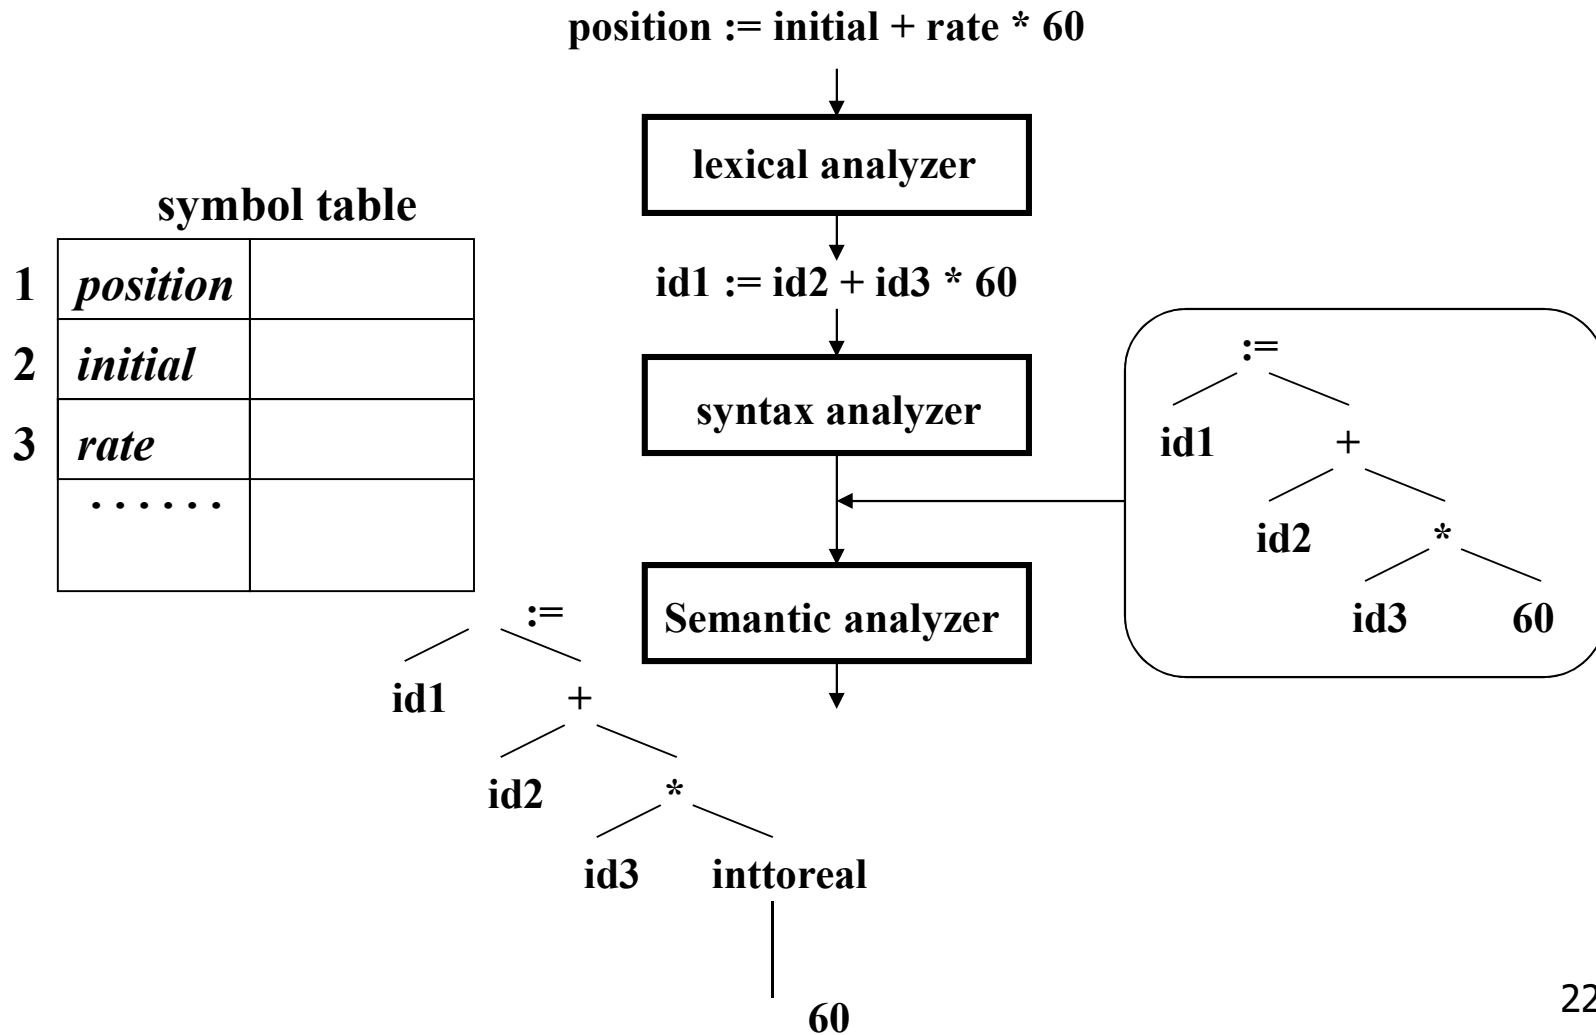 position := initial + rate * 60
lexical analyzer
symbol table
1 position
2 initial
3 rate
. . . . . .
id1 := id2 + id3 * 60
syntax analyzer
:=
id1 +
id2 *
id3 60
Semantic analyzer
:=
id1 +
id2 *
id3 inttoreal
60
22